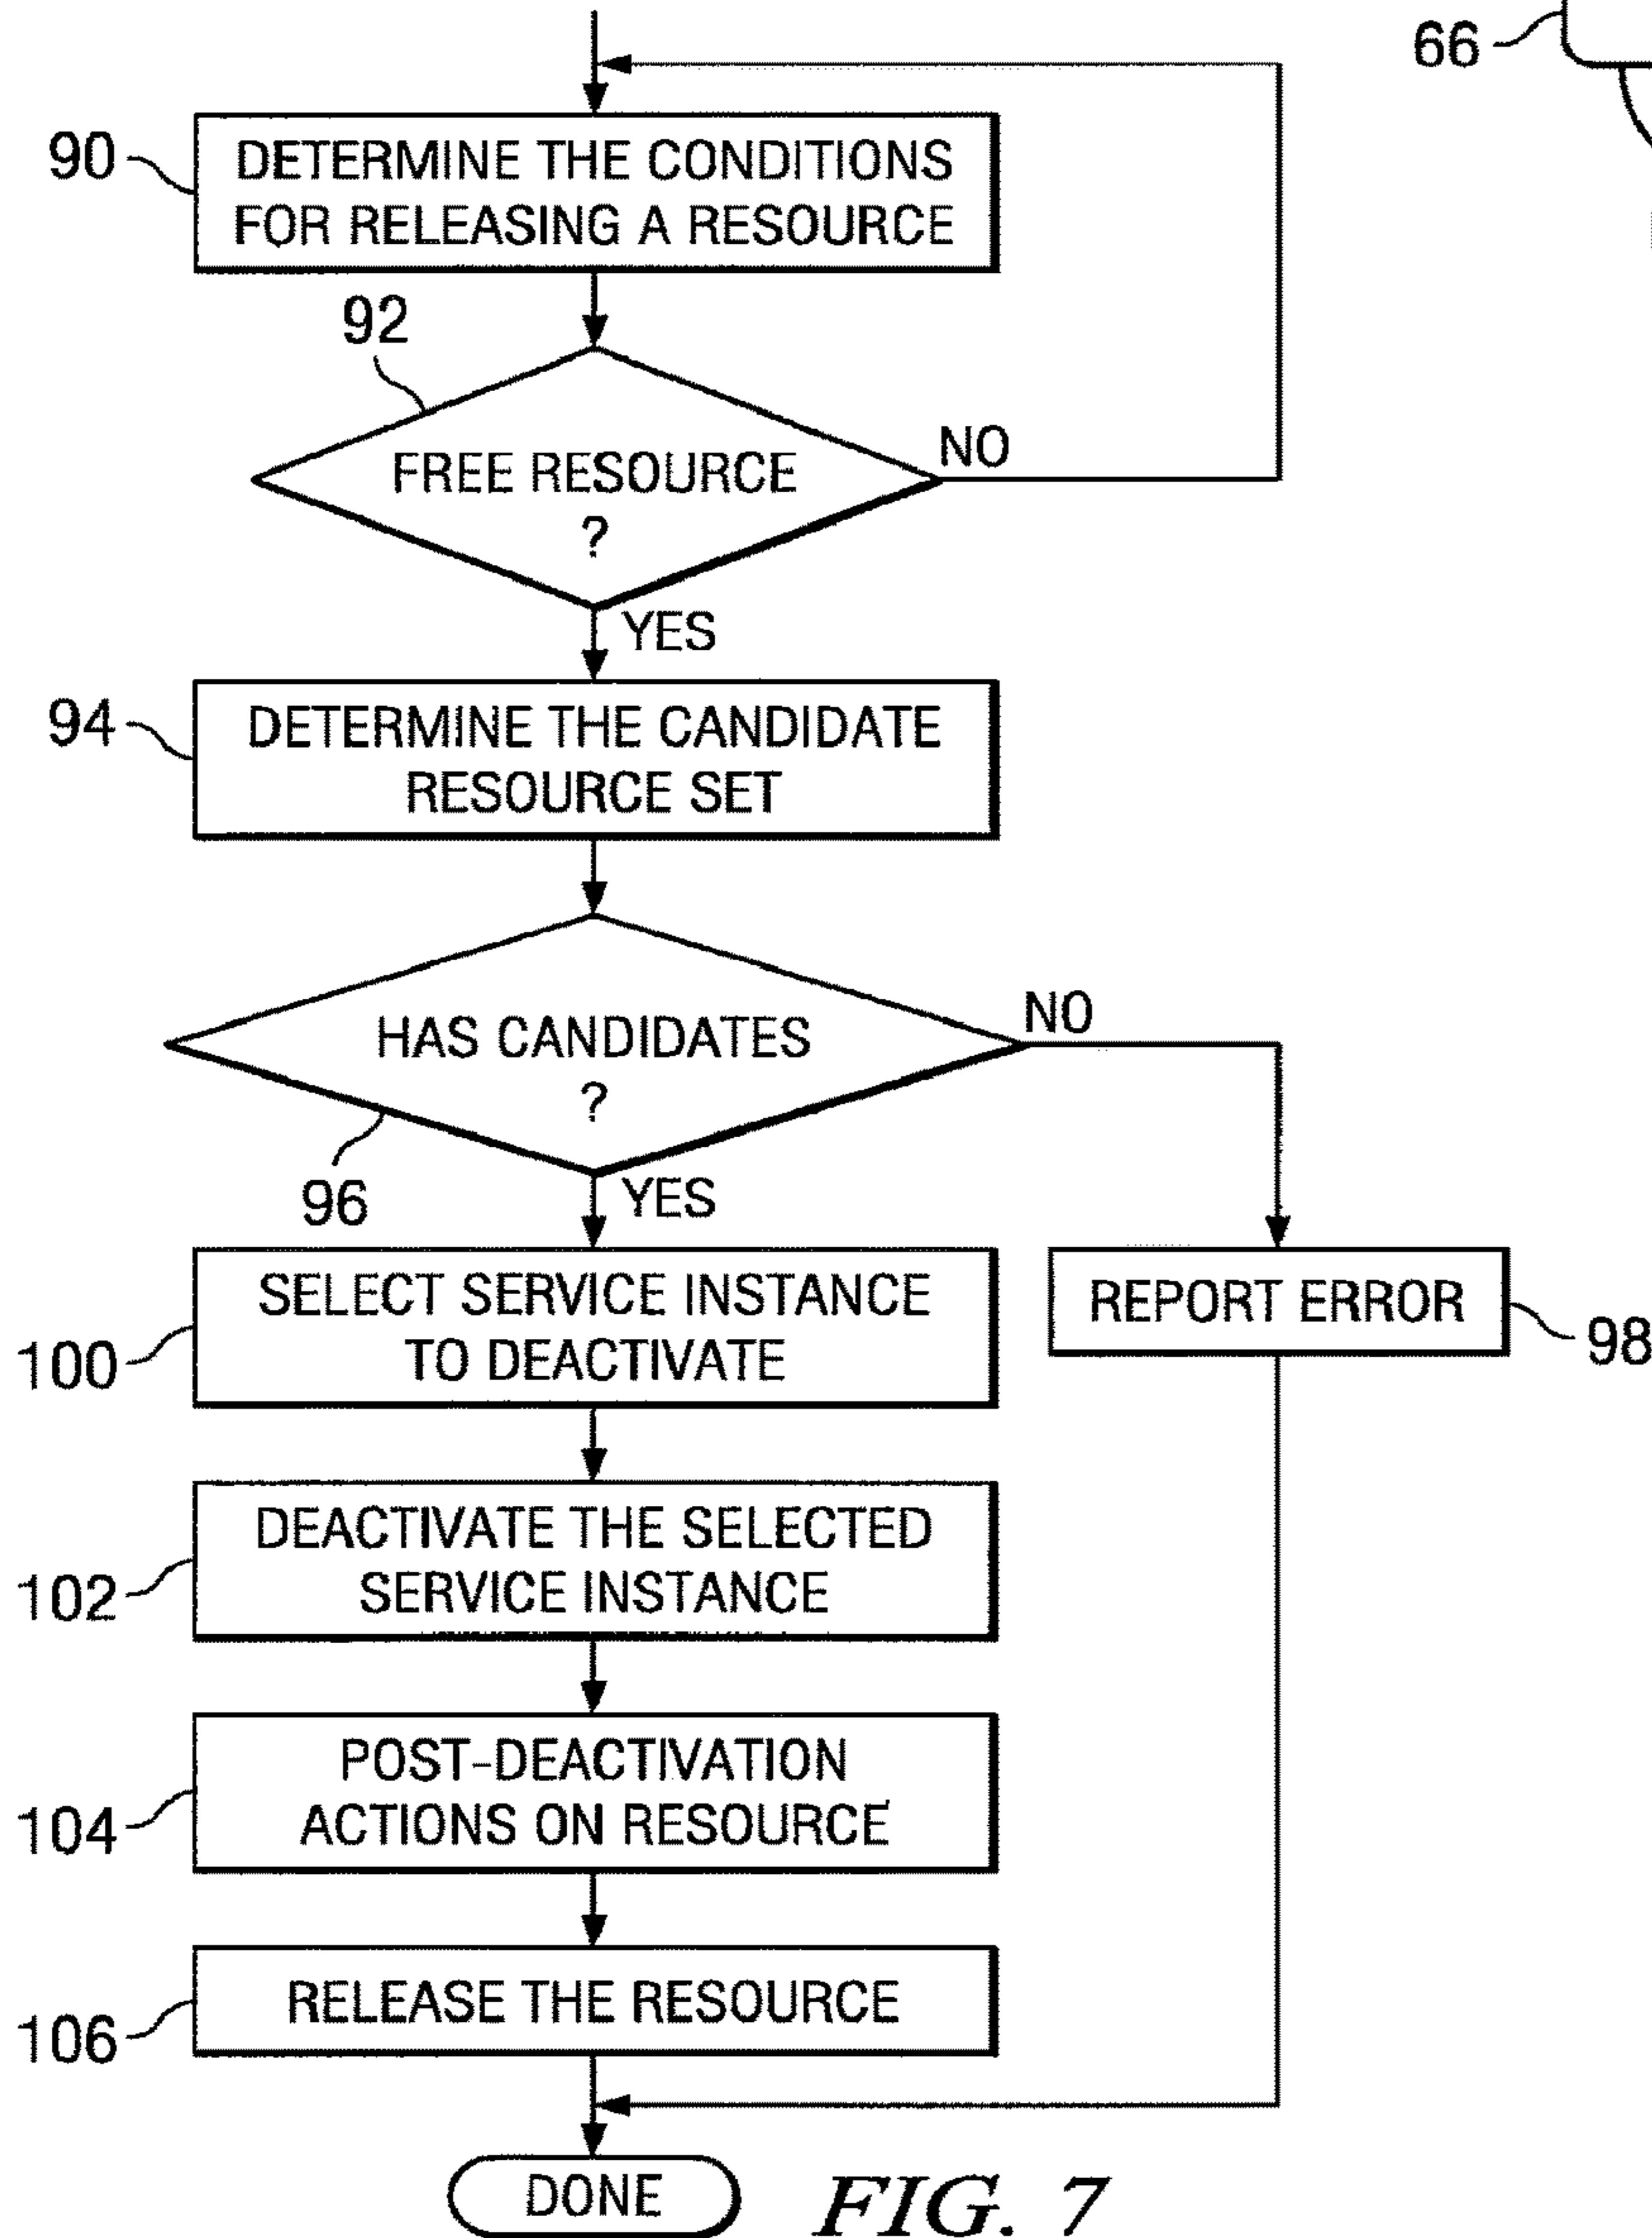 66
90
DETERMINE THE CONDITIONS
FOR RELEASING A RESOURCE
92
FREE RESOURCE
?
NO
YES
94
DETERMINE THE CANDIDATE
RESOURCE SET
HAS CANDIDATES
?
NO
96
YES
100
SELECT SERVICE INSTANCE
TO DEACTIVATE
REPORT ERROR
98
102
DEACTIVATE THE SELECTED
SERVICE INSTANCE
104
POST-DEACTIVATION
ACTIONS ON RESOURCE
106
RELEASE THE RESOURCE
DONE
FIG. 7